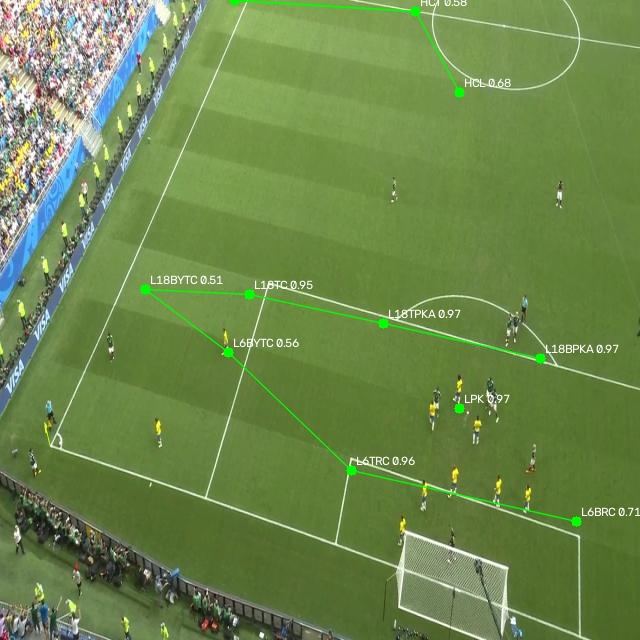 HCT 0.58
HCL 0.68
L18BYTC 0.51
L18TC 0.95
L18TPKA 0.97
L6BYTC 0.56
L18BPKA 0.97
LPK 0.97
L6TRC 0.96
L6BRC 0.71
VISA
VISA
VISA